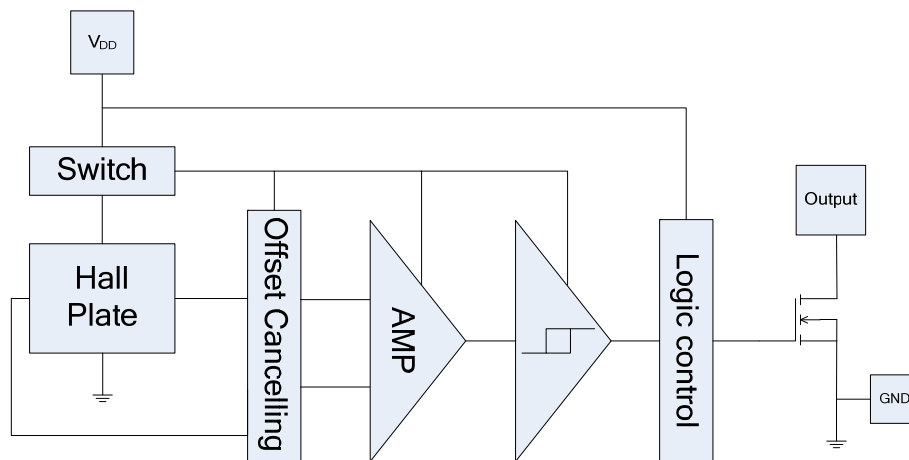 VDD
Switch
Output
Hall
Plate
Offset Cancelling
AMP
Logic control
GND